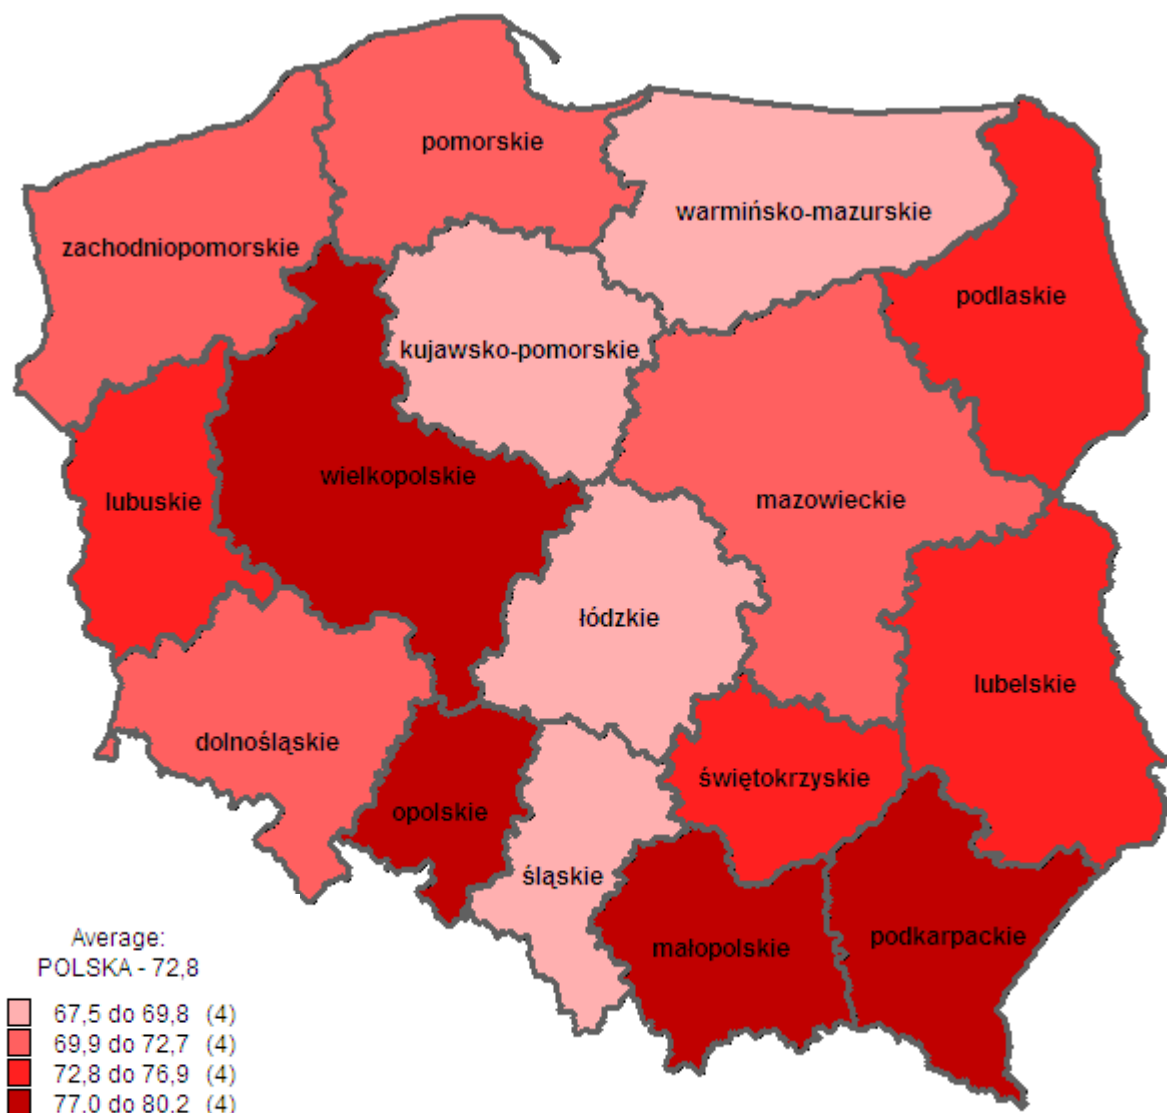 pomorskie
warmińsko-mazurskie
zachodniopomorskie
podlaskie
kujawsko-pomorskie
wielkopolskie
lubuskie
mazowieckie
łódzkie
lubelskie
dolnośląskie
świętokrzyskie
opolskie
śląskie
małopolskie
podkarpackie
Average:
POLSKA - 72,8
67,5 do 69,8 (4)
69,9 do 72,7 (4)
72,8 do 76,9 (4)
77,0 do 80,2 (4)